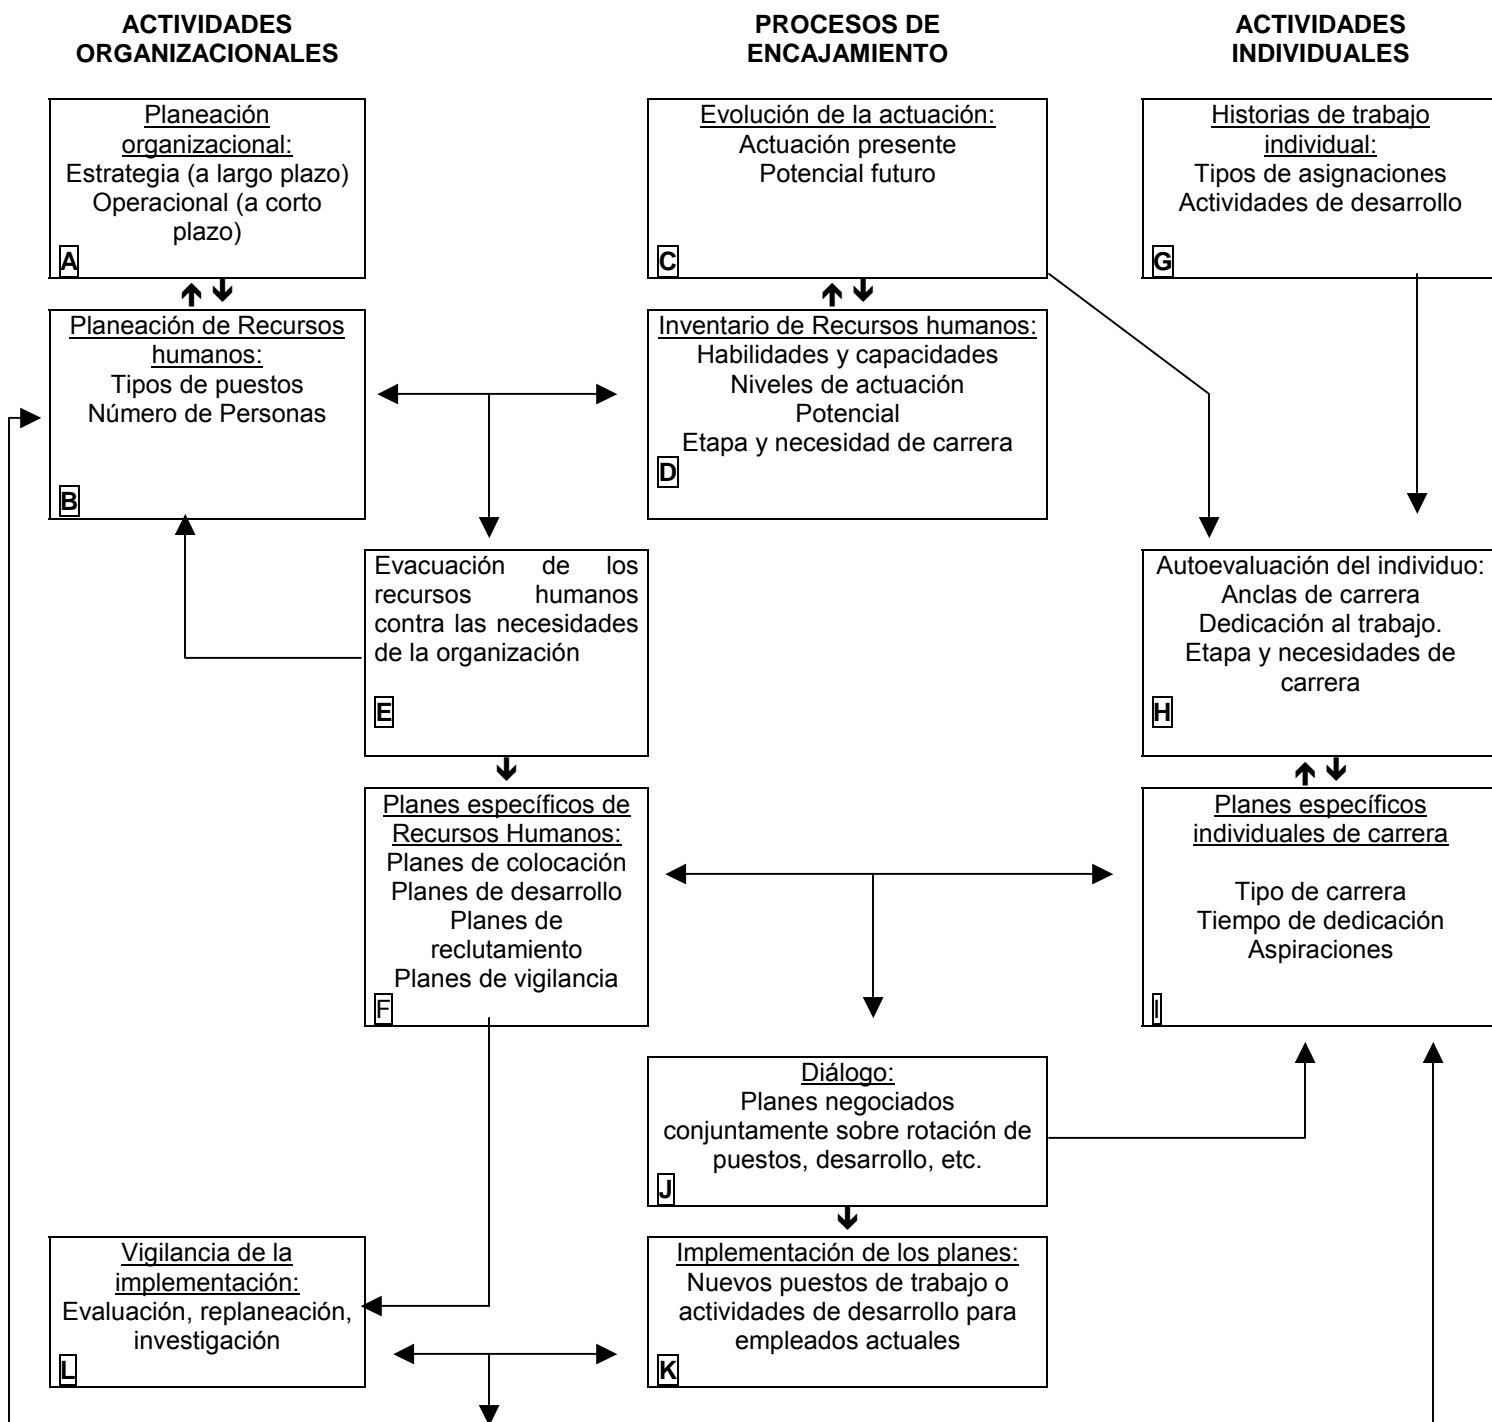 ACTIVIDADES
ORGANIZACIONALES
PROCESOS DE
ENCAJAMIENTO
ACTIVIDADES
INDIVIDUALES
Planeación
organizacional:
Estrategia (a largo plazo)
Operacional (a corto
plazo)
A
Evolución de la actuación:
Actuación presente
Potencial futuro
C
Historias de trabajo
individual:
Tipos de asignaciones
Actividades de desarrollo
G
Planeación de Recursos
humanos:
Tipos de puestos
Número de Personas
B
Inventario de Recursos humanos:
Habilidades y capacidades
Niveles de actuación
Potencial
Etapa y necesidad de carrera
D
Evacuación de los
recursos humanos
contra las necesidades
de la organización
E
Autoevaluación del individuo:
Anclas de carrera
Dedicación al trabajo.
Etapa y necesidades de
carrera
H
Planes específicos de
Recursos Humanos:
Planes de colocación
Planes de desarrollo
Planes de
reclutamiento
Planes de vigilancia
F
Planes específicos
individuales de carrera
Tipo de carrera
Tiempo de dedicación
Aspiraciones
I
Diálogo:
Planes negociados
conjuntamente sobre rotación de
puestos, desarrollo, etc.
J
Vigilancia de la
implementación:
Evaluación, replaneación,
investigación
L
Implementación de los planes:
Nuevos puestos de trabajo o
actividades de desarrollo para
empleados actuales
K